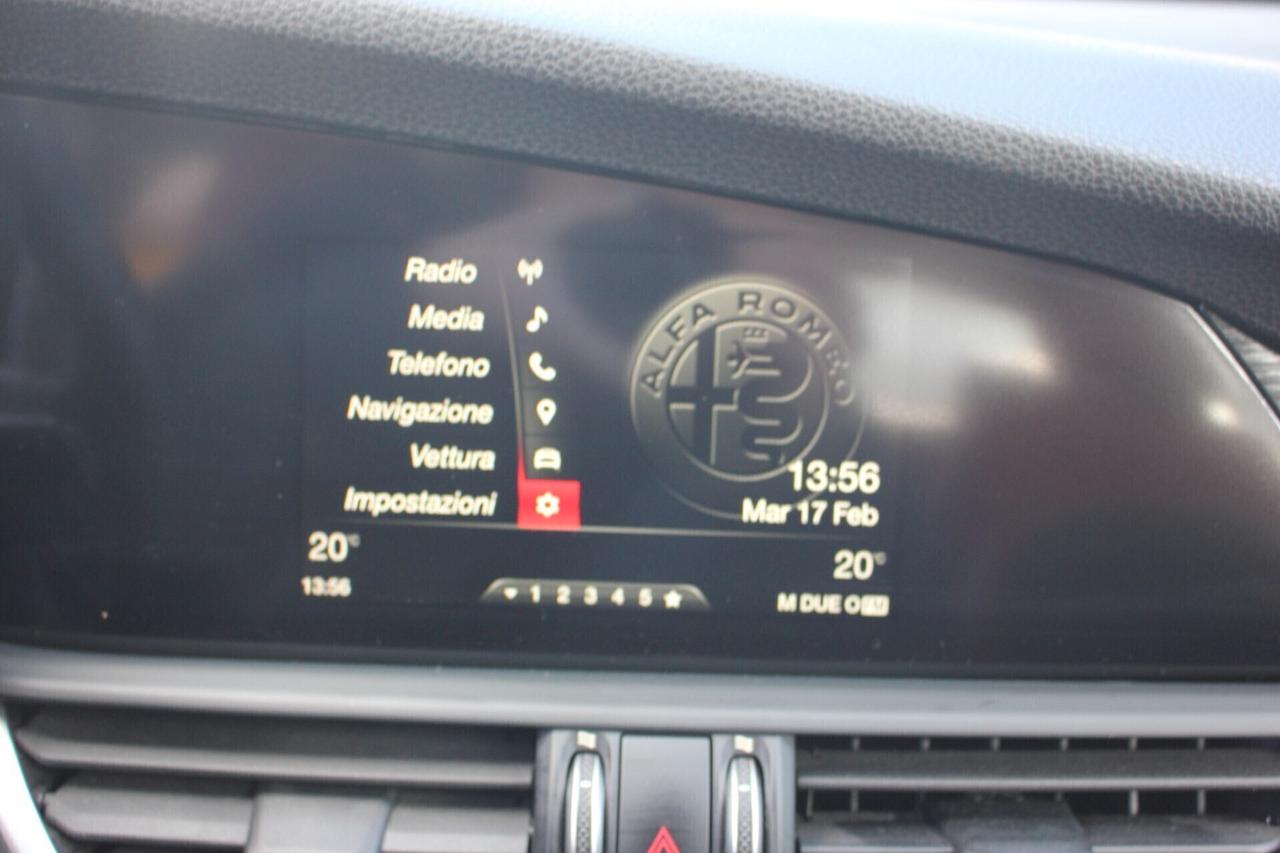 Radio
Media
Telefono
Navigazione
Vettura
Impostazioni
ALFA ROMEO
13:56
Mar 17 Feb
20°C
13:56
1 2 3 4 5
20°C
M DUE O FM